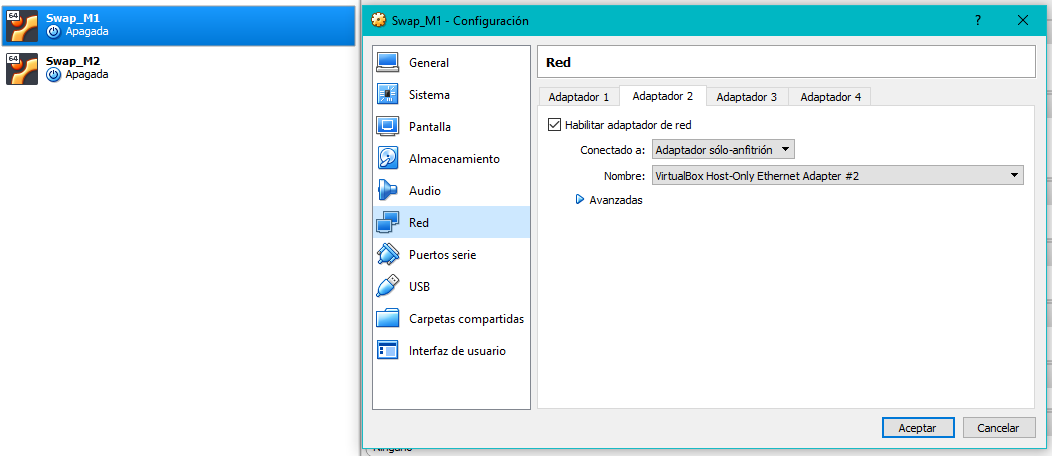 64
Swap_M1
Apagada
64
Swap_M2
Apagada
Swap_M1 - Configuración
?
General
Sistema
Pantalla
Almacenamiento
Audio
Red
Puertos serie
USB
Carpetas compartidas
Interfaz de usuario
Red
Adaptador 1 Adaptador 2 Adaptador 3 Adaptador 4
Habilitar adaptador de red
Conectado a: Adaptador sólo-anfitrión
Nombre: VirtualBox Host-Only Ethernet Adapter #2
Avanzadas
Aceptar Cancelar
Ninguno